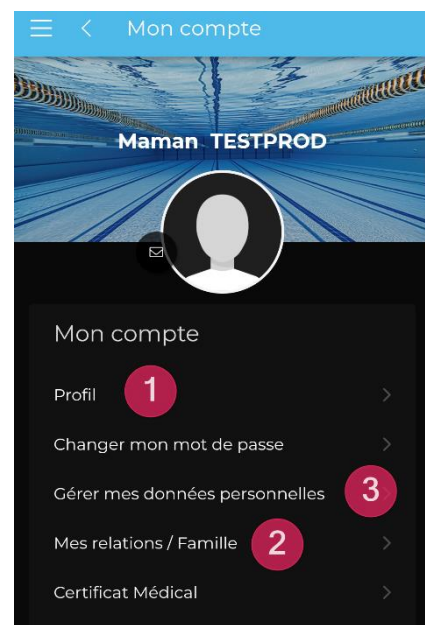 Mon compte
Maman TESTPROD
Mon compte
Profil 1
Changer mon mot de passe
Gérer mes données personnelles 3
Mes relations / Famille 2
Certificat Médical